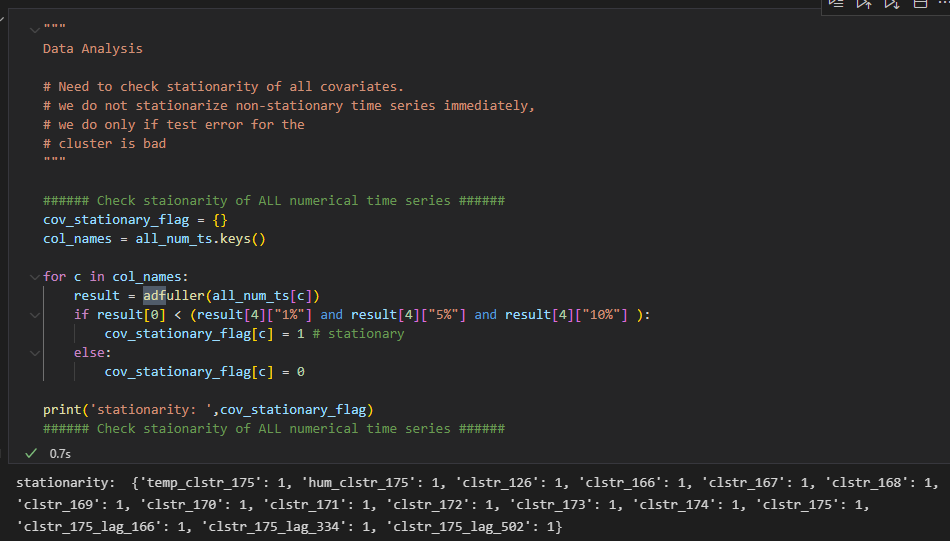 """
Data Analysis
# Need to check stationarity of all covariates.
# we do not stationarize non-stationary time series immediately,
# we do only if test error for the
# cluster is bad
"""
###### Check staionarity of ALL numerical time series ######
cov_stationary_flag = {}
col_names = all_num_ts.keys()
for c in col_names:
    result = adfuller(all_num_ts[c])
    if result[0] < (result[4]["1%"] and result[4]["5%"] and result[4]["10%"] ):
        cov_stationary_flag[c] = 1 # stationary
    else:
        cov_stationary_flag[c] = 0
print('stationarity: ',cov_stationary_flag)
###### Check staionarity of ALL numerical time series ######
0.7s
stationarity:  {'temp_clstr_175': 1, 'hum_clstr_175': 1, 'clstr_126': 1, 'clstr_166': 1, 'clstr_167': 1, 'clstr_168': 1,
'clstr_169': 1, 'clstr_170': 1, 'clstr_171': 1, 'clstr_172': 1, 'clstr_173': 1, 'clstr_174': 1, 'clstr_175': 1,
'clstr_175_lag_166': 1, 'clstr_175_lag_334': 1, 'clstr_175_lag_502': 1}